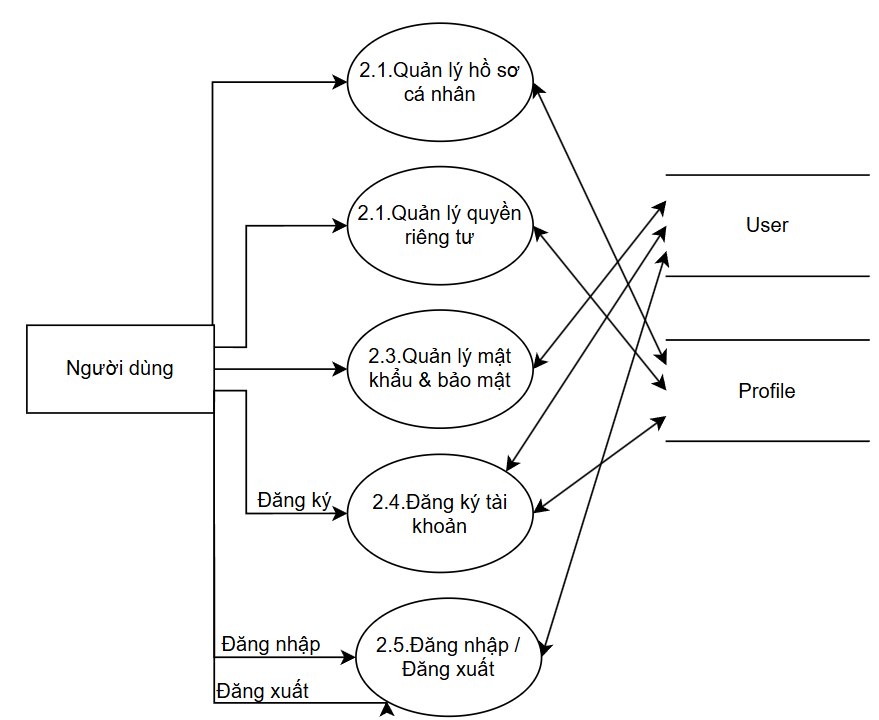 2.1.Quản lý hồ sơ
cá nhân
2.1.Quản lý quyền
riêng tư
User
Người dùng
2.3.Quản lý mật
khẩu & bảo mật
Profile
Đăng ký
2.4.Đăng ký tài
khoản
Đăng nhập
2.5.Đăng nhập /
Đăng xuất
Đăng xuất